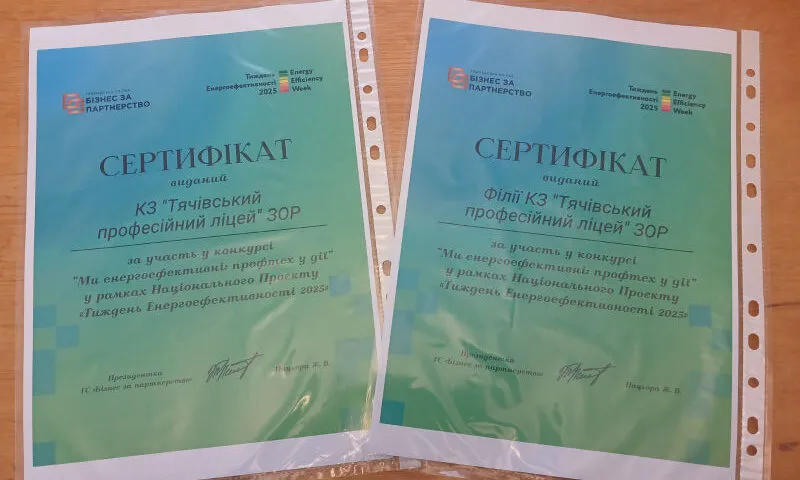 БІЗНЕС ЗА
ПАРТНЕРСТВО
Тиждень
Енергоефективності
2025
Energy
Efficiency
Week
СЕРТИФІКАТ
виданий
КЗ "Тячівський
професійний ліцей" ЗОР
за участь у конкурсі
"Ми енергоефективні: профтех у дії"
у рамках Національного Проєкту
«Тиждень Енергоефективності 2025»
Президентка
ГС «Бізнес за партнерство»
Нацюра Ж. В.
БІЗНЕС ЗА
ПАРТНЕРСТВО
Тиждень
Енергоефективності
2025
Energy
Efficiency
Week
СЕРТИФІКАТ
виданий
Філії КЗ "Тячівський
професійний ліцей" ЗОР
за участь у конкурсі
"Ми енергоефективні: профтех у дії"
у рамках Національного Проєкту
«Тиждень Енергоефективності 2025»
Президентка
ГС «Бізнес за партнерство»
Ж. В.